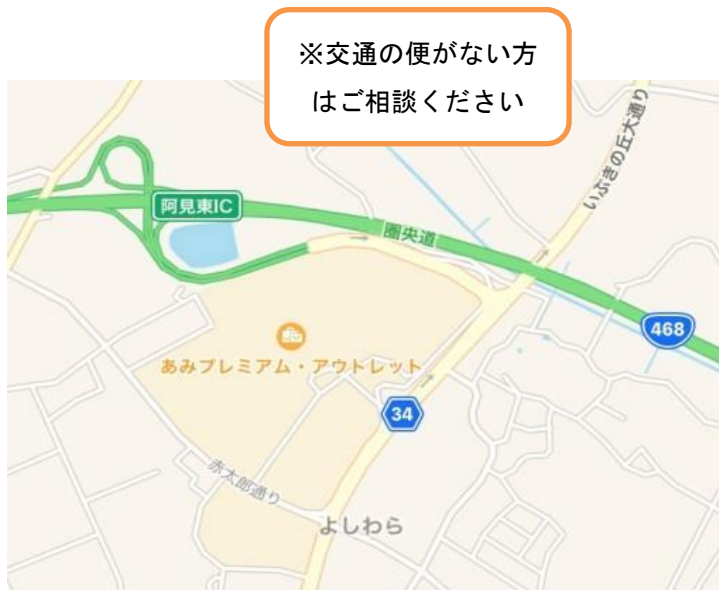 ※交通の便がない方
はご相談ください
いぶきの丘大通り
阿見東IC
圏央道
468
あみプレミアム・アウトレット
34
赤太郎通り
よしわら